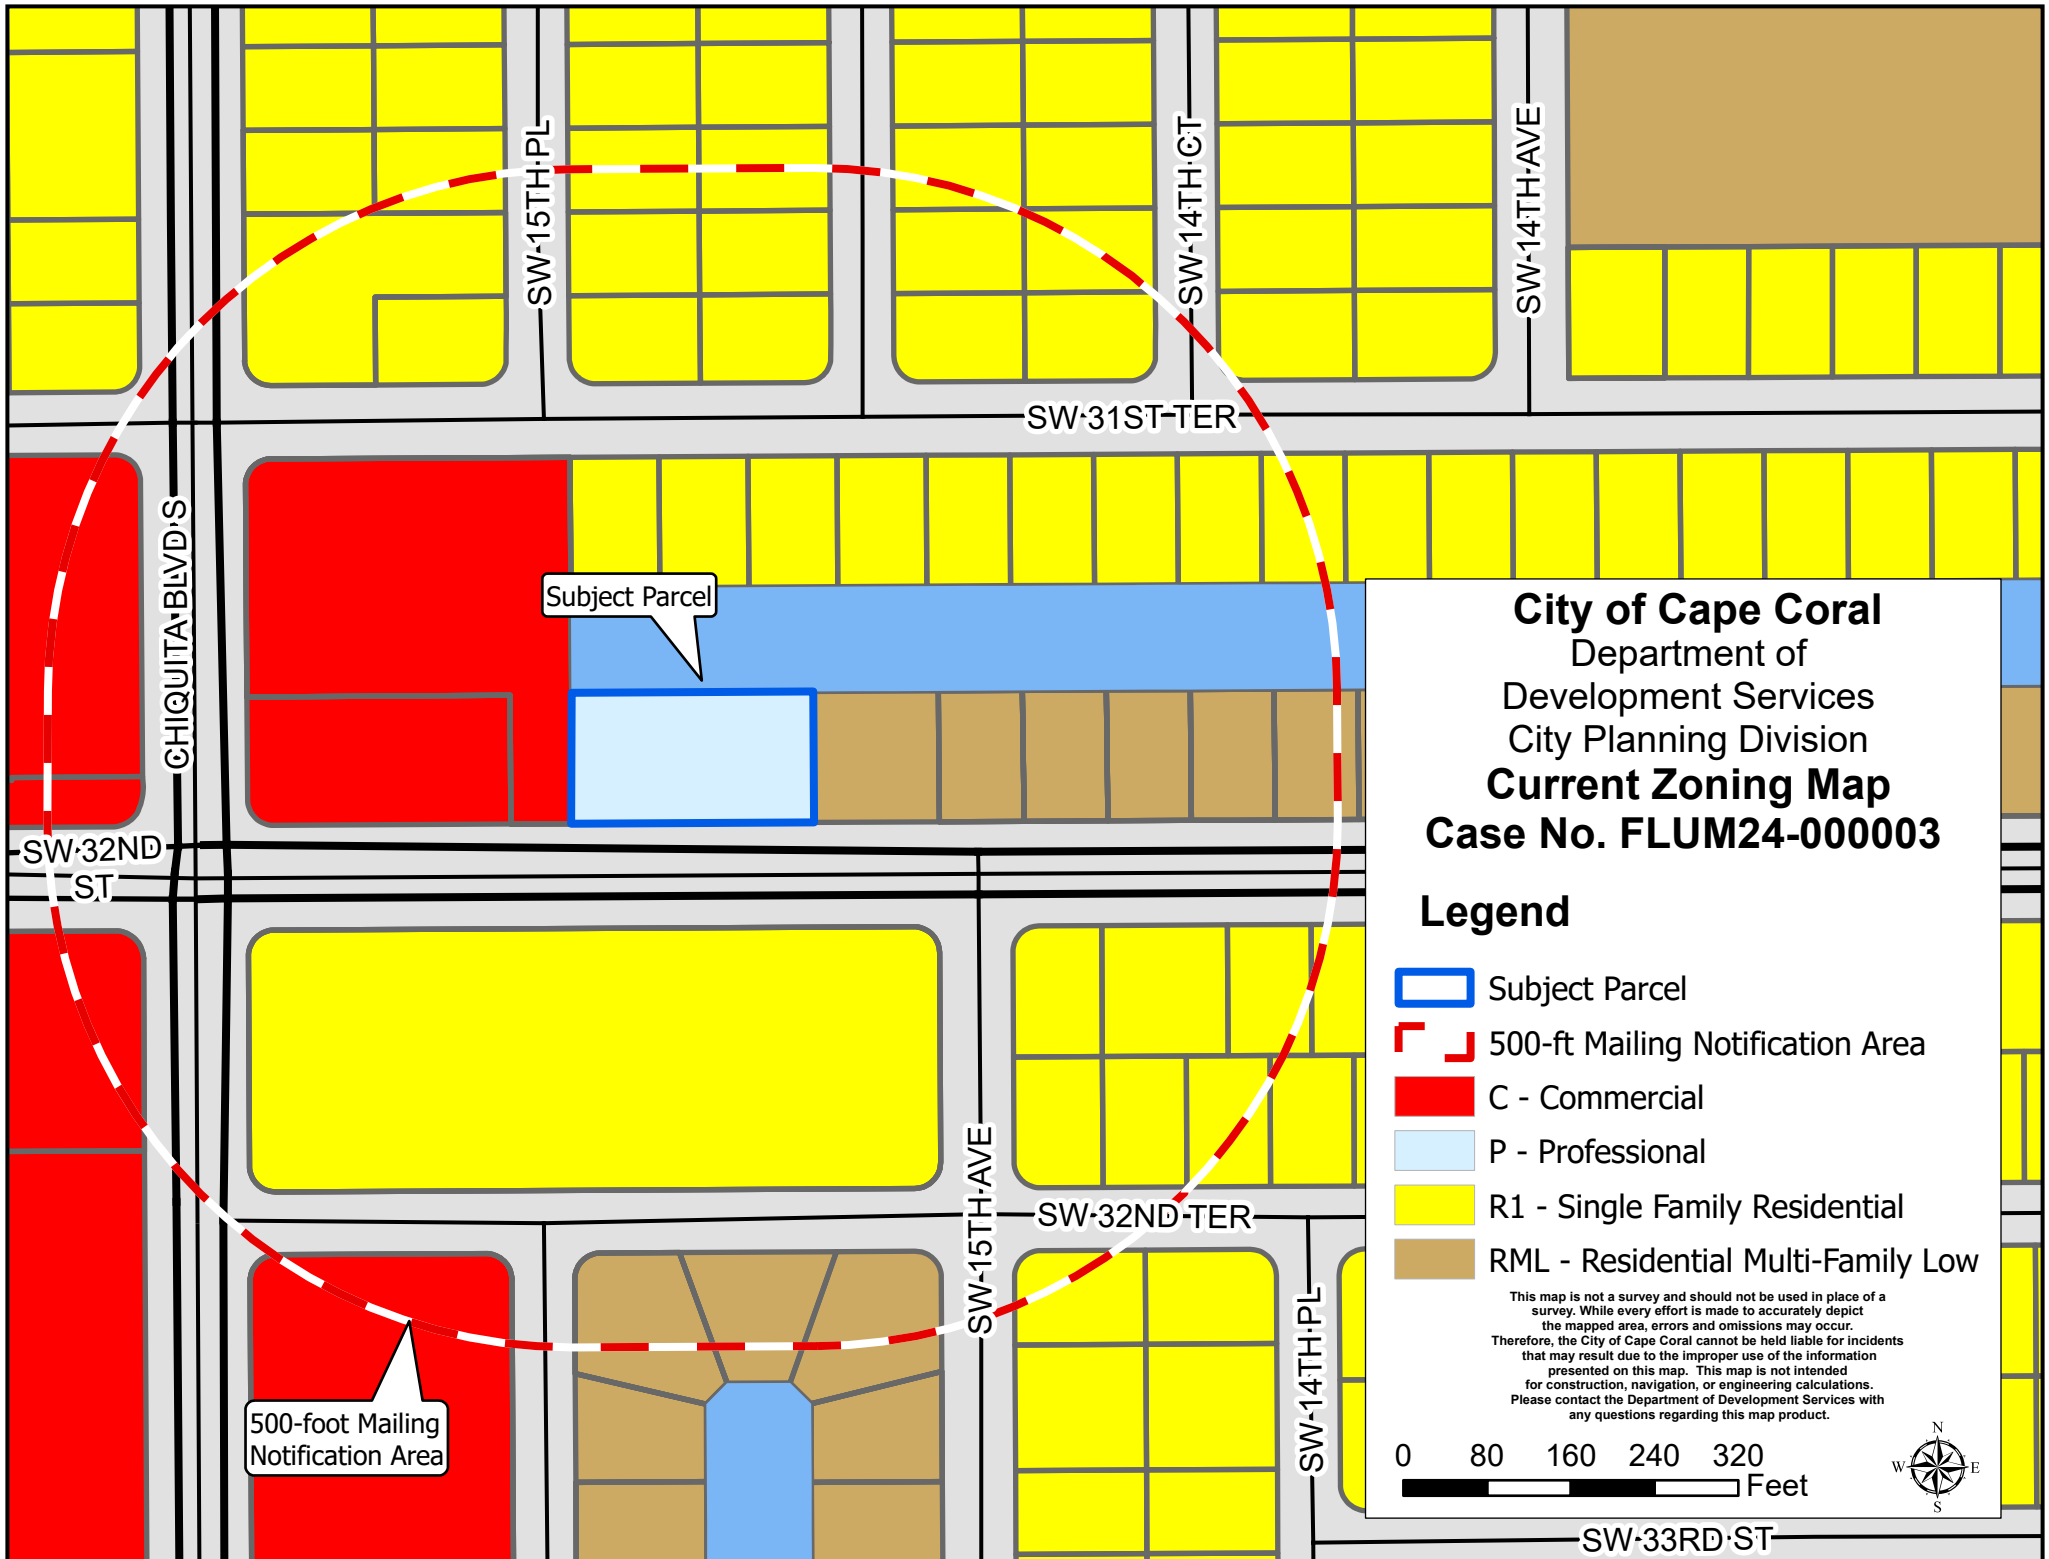 SW 15TH PL
SW 14TH CT
SW 14TH AVE
SW 31ST TER
CHIQUITA BLVD S
Subject Parcel
SW 32ND
ST
SW 15TH AVE
SW 32ND TER
SW 14TH PL
500-foot Mailing
Notification Area
SW 33RD ST
City of Cape Coral
Department of
Development Services
City Planning Division
Current Zoning Map
Case No. FLUM24-000003
Legend
Subject Parcel
500-ft Mailing Notification Area
C - Commercial
P - Professional
R1 - Single Family Residential
RML - Residential Multi-Family Low
This map is not a survey and should not be used in place of a
survey. While every effort is made to accurately depict
the mapped area, errors and omissions may occur.
Therefore, the City of Cape Coral cannot be held liable for incidents
that may result due to the improper use of the information
presented on this map. This map is not intended
for construction, navigation, or engineering calculations.
Please contact the Department of Development Services with
any questions regarding this map product.
0 80 160 240 320
Feet
N
W E
S